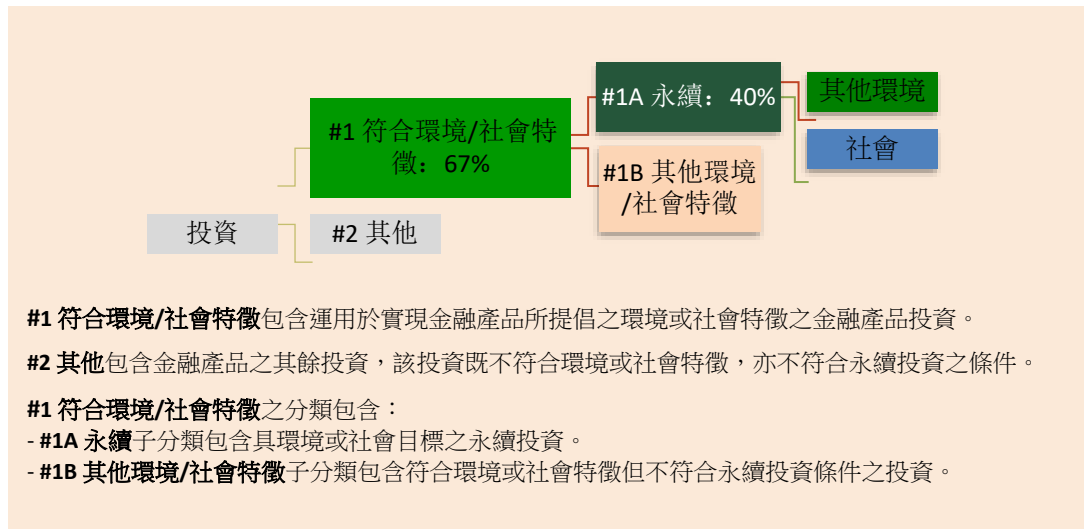 #1A 永續：40%
其他環境
#1 符合環境/社會特
徵：67%
社會
#1B 其他環境
/社會特徵
投資
#2 其他
#1 符合環境/社會特徵包含運用於實現金融產品所提倡之環境或社會特徵之金融產品投資。
#2 其他包含金融產品之其餘投資，該投資既不符合環境或社會特徵，亦不符合永續投資之條件。
#1 符合環境/社會特徵之分類包含：
- #1A 永續子分類包含具環境或社會目標之永續投資。
- #1B 其他環境/社會特徵子分類包含符合環境或社會特徵但不符合永續投資條件之投資。